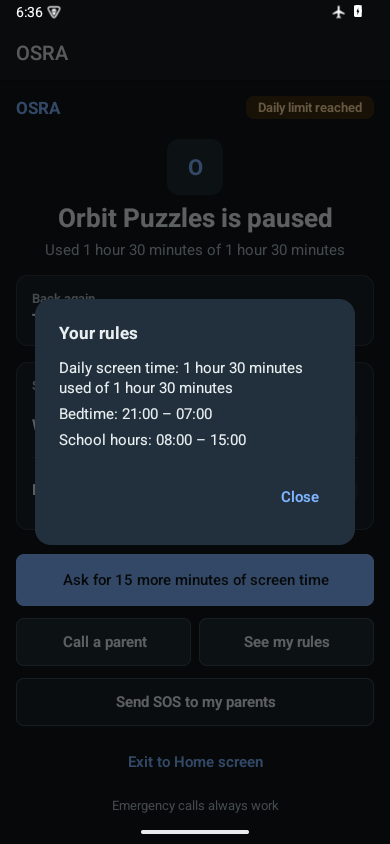 6:36
OSRA
OSRA
Daily limit reached
O
Orbit Puzzles is paused
Used 1 hour 30 minutes of 1 hour 30 minutes
Back again
Your rules
Daily screen time: 1 hour 30 minutes
used of 1 hour 30 minutes
Bedtime: 21:00 – 07:00
School hours: 08:00 – 15:00
Close
Ask for 15 more minutes of screen time
Call a parent
See my rules
Send SOS to my parents
Exit to Home screen
Emergency calls always work